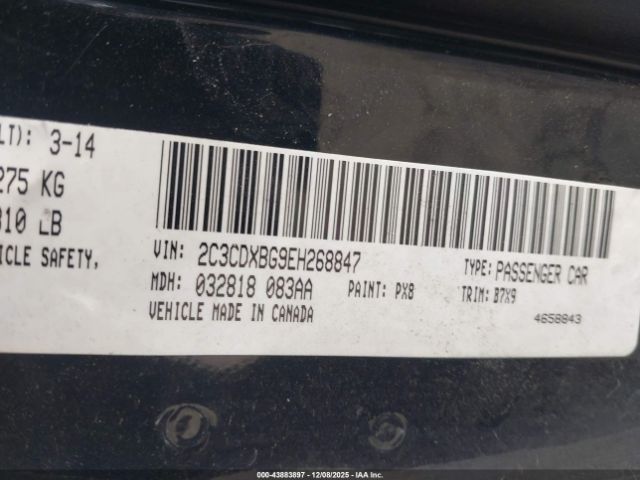 LT): 3-14
275 KG
310 LB
ICLE SAFETY,
VIN: 2C3CDXBG9EH268847
TYPE: PASSENGER CAR
MDH: 032818 083AA
PAINT: PX8
TRIM: B7X9
VEHICLE MADE IN CANADA
4658843
000-43883897 - 12/08/2025 - IAA Inc.